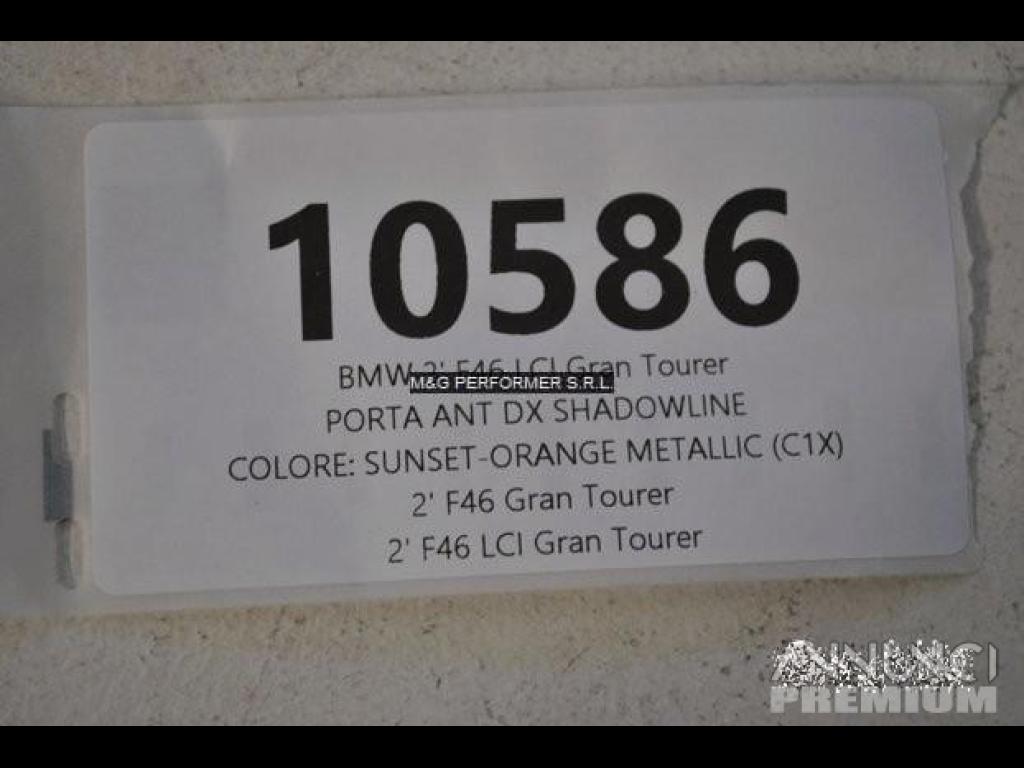 10586
BMW 2' F46 LCI Gran Tourer
M&G PERFORMER S.R.L.
PORTA ANT DX SHADOWLINE
COLORE: SUNSET-ORANGE METALLIC (C1X)
2' F46 Gran Tourer
2' F46 LCI Gran Tourer
ANNUNCI
PREMIUM